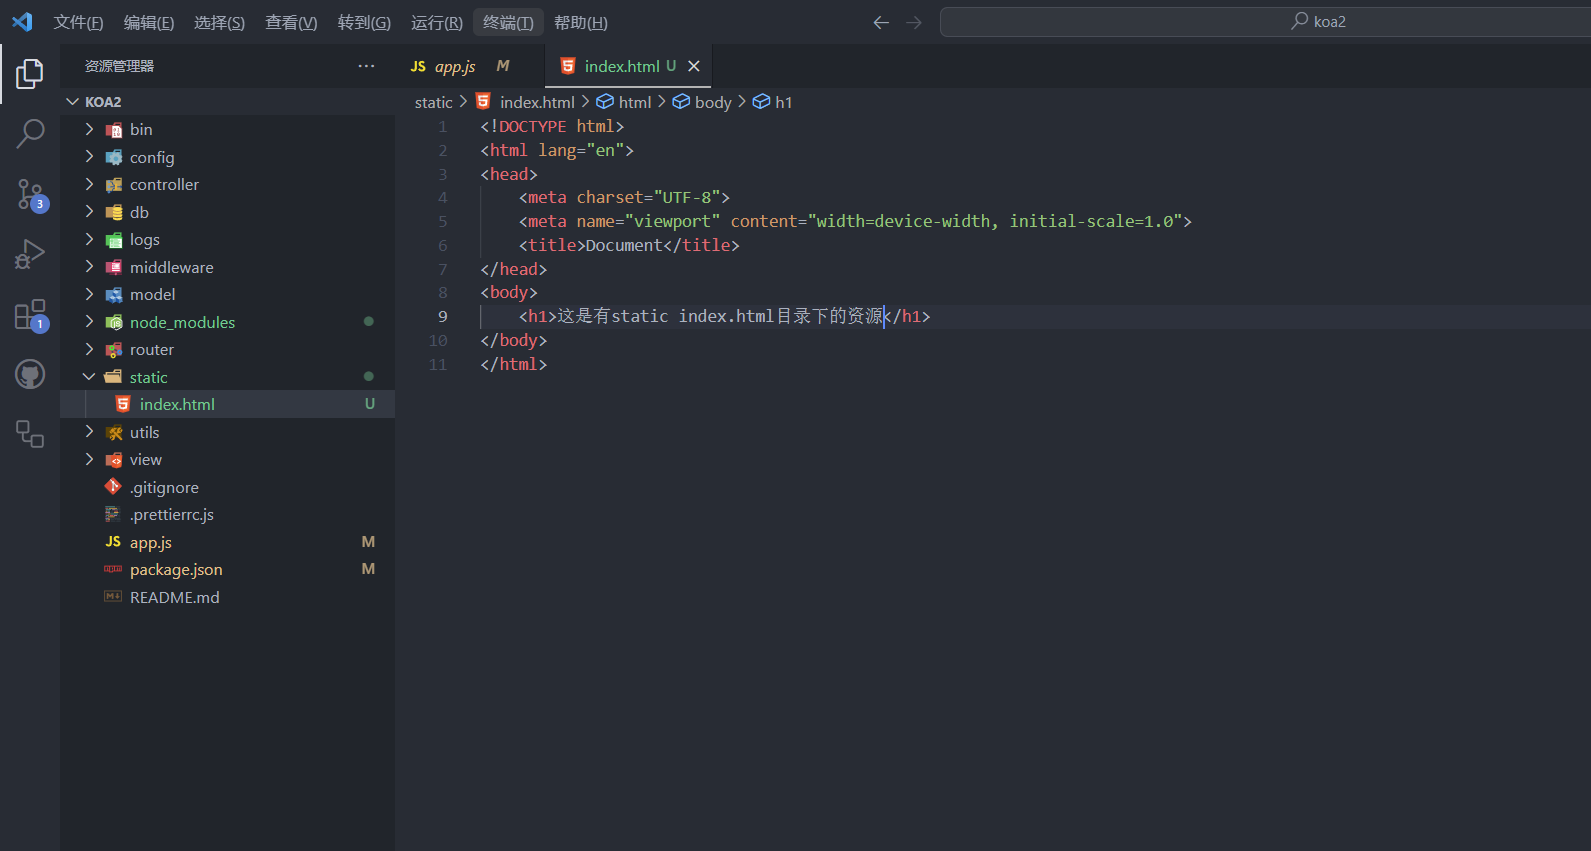 文件(F) 编辑(E) 选择(S) 查看(V) 转到(G) 运行(R) 终端(T) 帮助(H) koa2
资源管理器 ···
JS app.js M index.html U
KOA2
static > index.html > html > body > h1
bin
config
controller
db
logs
middleware
model
node_modules
router
static
index.html U
utils
view
.gitignore
.prettierrc.js
JS app.js M
package.json M
README.md
3
1
1 <!DOCTYPE html>
2 <html lang="en">
3 <head>
4 <meta charset="UTF-8">
5 <meta name="viewport" content="width=device-width, initial-scale=1.0">
6 <title>Document</title>
7 </head>
8 <body>
9 <h1>这是有static index.html目录下的资源</h1>
10 </body>
11 </html>